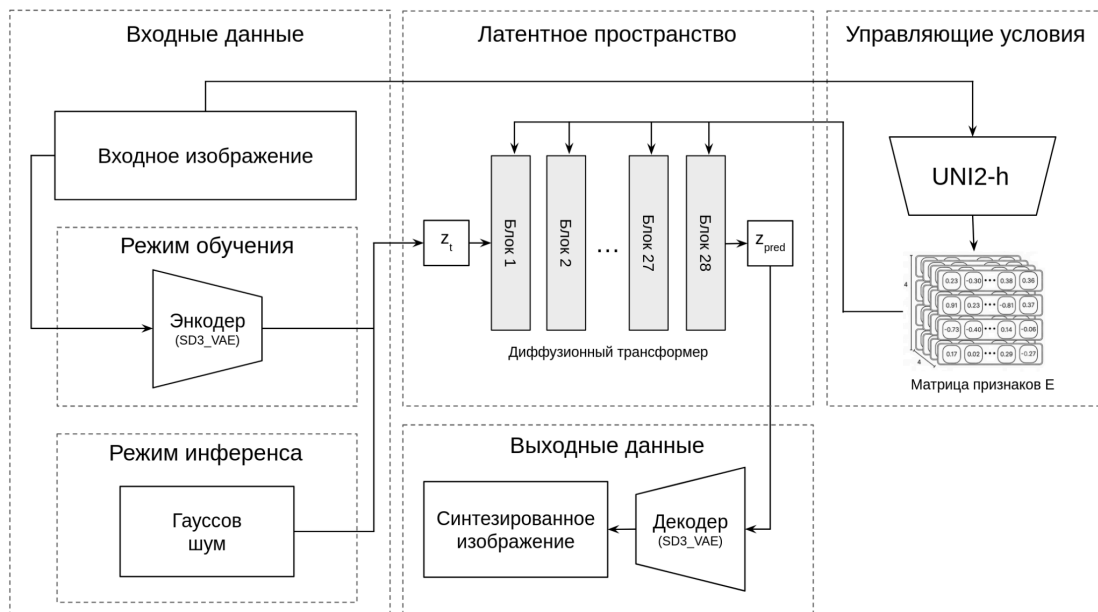 Входные данные
Латентное пространство
Управляющие условия
Входное изображение
UNI2-h
Режим обучения
Энкодер
(SD3_VAE)
z_t
Блок 1
Блок 2
...
Блок 27
Блок 28
z_pred
Диффузионный трансформер
4
0.23 -0.30 ••• 0.38 0.36
0.91 0.23 ••• -0.81 0.37
-0.73 -0.40 ••• 0.14 -0.06
0.17 0.02 ••• 0.29 -0.27
4
Матрица признаков E
Режим инференса
Гауссов
шум
Выходные данные
Синтезированное
изображение
Декодер
(SD3_VAE)